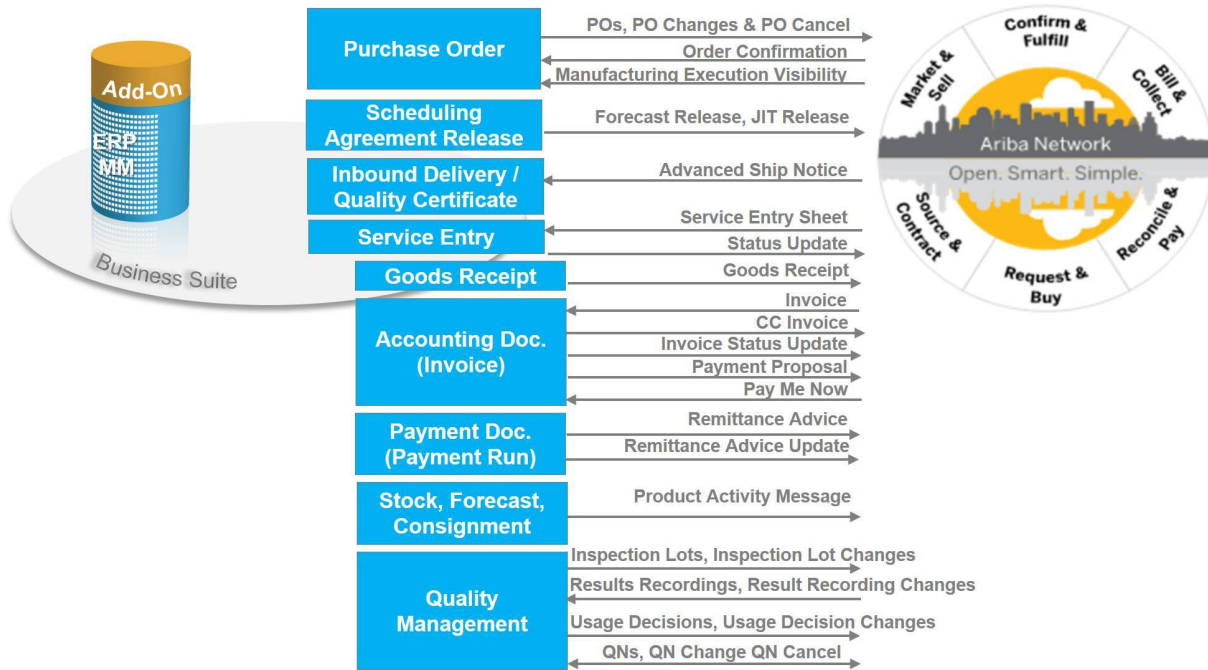 Add-On
ERP
MM
Business Suite
Purchase Order
POs, PO Changes & PO Cancel
Order Confirmation
Manufacturing Execution Visibility
Scheduling
Agreement Release
Forecast Release, JIT Release
Inbound Delivery /
Quality Certificate
Advanced Ship Notice
Service Entry
Service Entry Sheet
Status Update
Goods Receipt
Goods Receipt
Accounting Doc.
(Invoice)
Invoice
CC Invoice
Invoice Status Update
Payment Proposal
Pay Me Now
Payment Doc.
(Payment Run)
Remittance Advice
Remittance Advice Update
Stock, Forecast,
Consignment
Product Activity Message
Quality
Management
Inspection Lots, Inspection Lot Changes
Results Recordings, Result Recording Changes
Usage Decisions, Usage Decision Changes
QNs, QN Change QN Cancel
Confirm &
Fulfill
Market &
Sell
Bill &
Collect
Ariba Network
Open. Smart. Simple.
Source &
Contract
Request &
Buy
Reconcile &
Pay